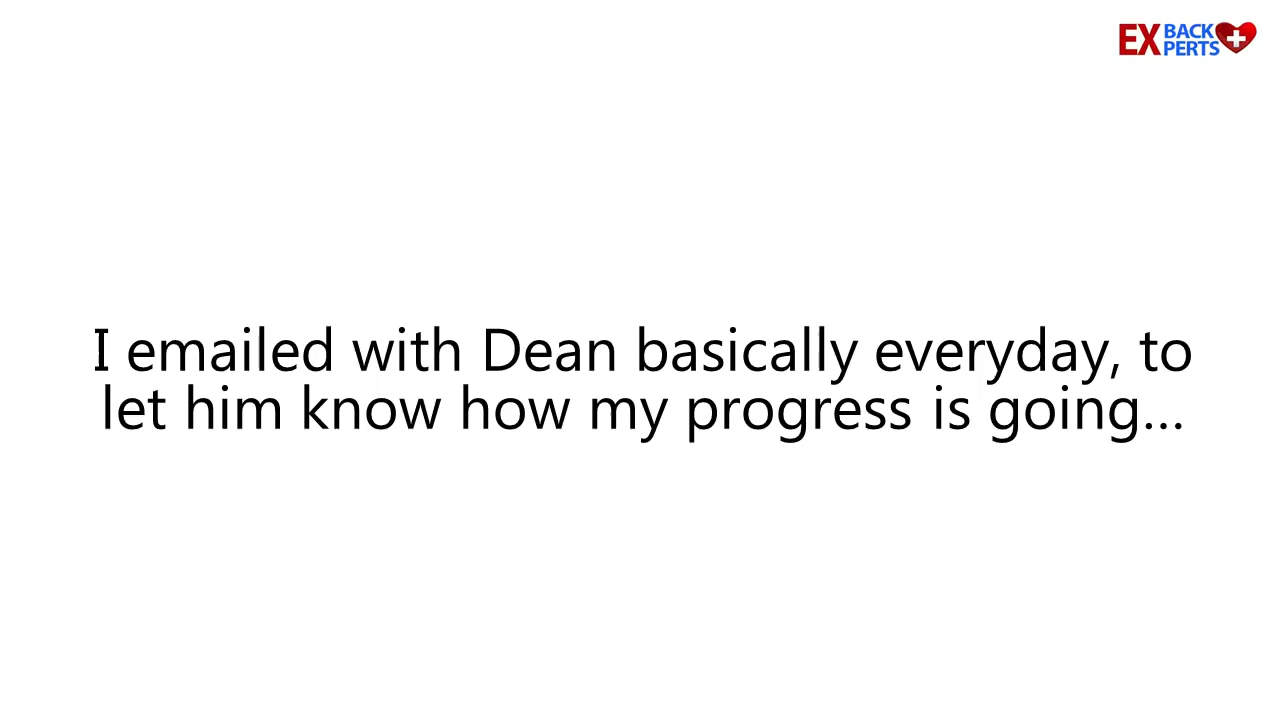 EX BACK
PERTS
I emailed with Dean basically everyday, to
let him know how my progress is going...